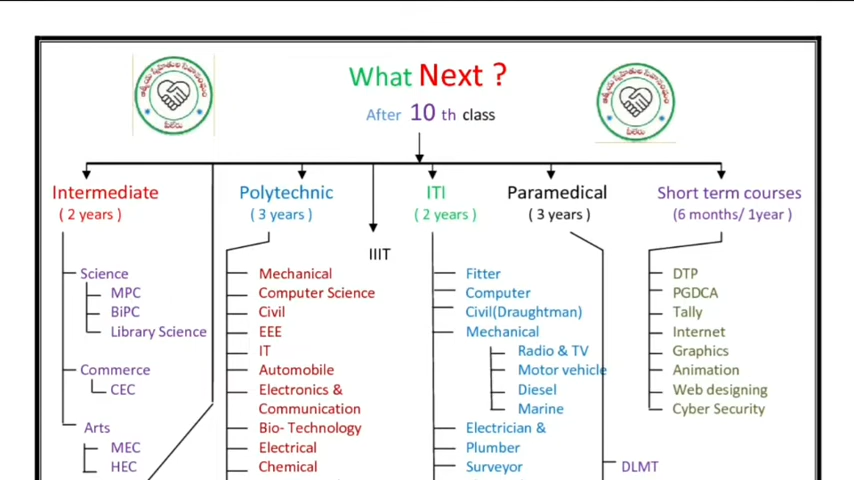 What Next ?
After 10 th class
Intermediate
( 2 years )
Polytechnic
( 3 years )
ITI
( 2 years )
Paramedical
( 3 years )
Short term courses
(6 months/ 1year )
IIIT
Science
MPC
BiPC
Library Science
Commerce
CEC
Arts
MEC
HEC
Mechanical
Computer Science
Civil
EEE
IT
Automobile
Electronics &
Communication
Bio- Technology
Electrical
Chemical
Fitter
Computer
Civil(Draughtman)
Mechanical
Radio & TV
Motor vehicle
Diesel
Marine
Electrician &
Plumber
Surveyor
DLMT
DTP
PGDCA
Tally
Internet
Graphics
Animation
Web designing
Cyber Security